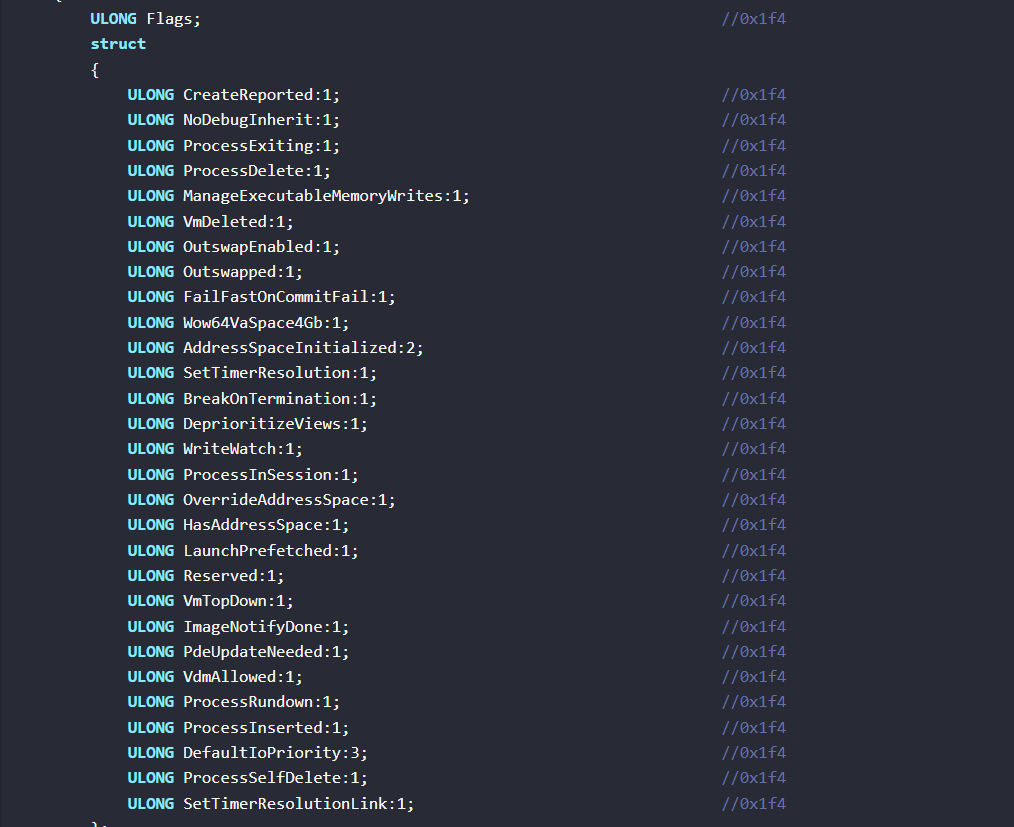 ULONG Flags; //0x1f4
struct
{
ULONG CreateReported:1; //0x1f4
ULONG NoDebugInherit:1; //0x1f4
ULONG ProcessExiting:1; //0x1f4
ULONG ProcessDelete:1; //0x1f4
ULONG ManageExecutableMemoryWrites:1; //0x1f4
ULONG VmDeleted:1; //0x1f4
ULONG OutswapEnabled:1; //0x1f4
ULONG Outswapped:1; //0x1f4
ULONG FailFastOnCommitFail:1; //0x1f4
ULONG Wow64VaSpace4Gb:1; //0x1f4
ULONG AddressSpaceInitialized:2; //0x1f4
ULONG SetTimerResolution:1; //0x1f4
ULONG BreakOnTermination:1; //0x1f4
ULONG DeprioritizeViews:1; //0x1f4
ULONG WriteWatch:1; //0x1f4
ULONG ProcessInSession:1; //0x1f4
ULONG OverrideAddressSpace:1; //0x1f4
ULONG HasAddressSpace:1; //0x1f4
ULONG LaunchPrefetched:1; //0x1f4
ULONG Reserved:1; //0x1f4
ULONG VmTopDown:1; //0x1f4
ULONG ImageNotifyDone:1; //0x1f4
ULONG PdeUpdateNeeded:1; //0x1f4
ULONG VdmAllowed:1; //0x1f4
ULONG ProcessRundown:1; //0x1f4
ULONG ProcessInserted:1; //0x1f4
ULONG DefaultIoPriority:3; //0x1f4
ULONG ProcessSelfDelete:1; //0x1f4
ULONG SetTimerResolutionLink:1; //0x1f4